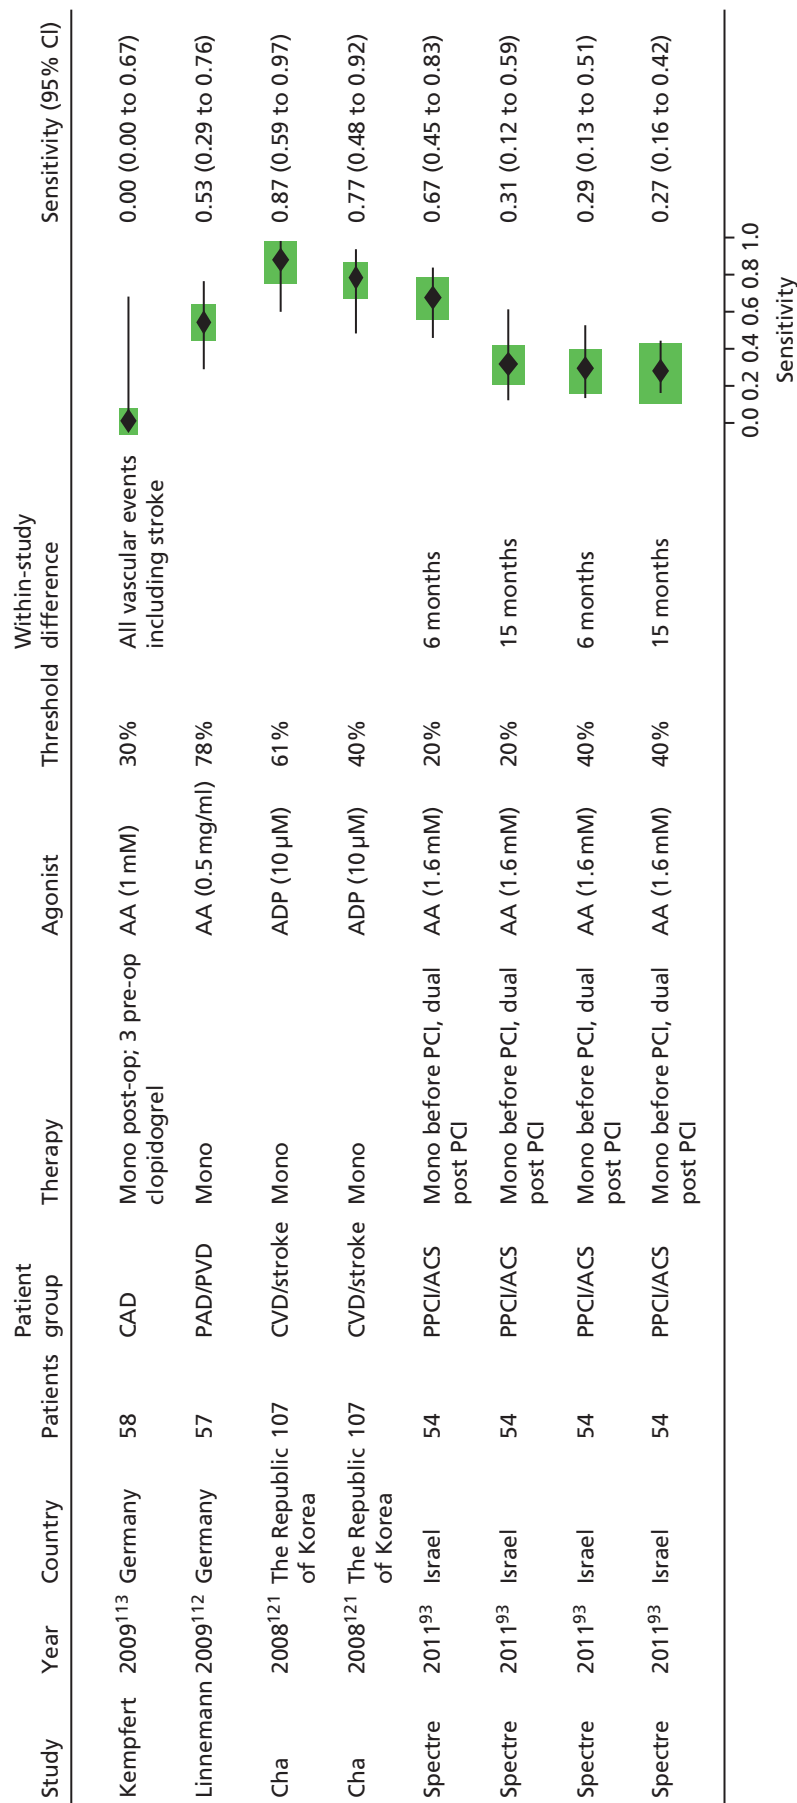 Study Year Country Patients Patient group Therapy Agonist Threshold Within-study difference Sensitivity (95% CI)
Kempfert 2009113 Germany 58 CAD Mono post-op; 3 pre-op AA (1 mM) 30% All vascular events 0.00 (0.00 to 0.67)
clopidogrel including stroke
Linnemann 2009112 Germany 57 PAD/PVD Mono AA (0.5 mg/ml) 78% 0.53 (0.29 to 0.76)
Cha 2008121 The Republic 107 CVD/stroke Mono ADP (10 µM) 61% 0.87 (0.59 to 0.97)
of Korea
Cha 2008121 The Republic 107 CVD/stroke Mono ADP (10 µM) 40% 0.77 (0.48 to 0.92)
of Korea
Spectre 201193 Israel 54 PPCI/ACS Mono before PCI, dual AA (1.6 mM) 20% 6 months 0.67 (0.45 to 0.83)
post PCI
Spectre 201193 Israel 54 PPCI/ACS Mono before PCI, dual AA (1.6 mM) 20% 15 months 0.31 (0.12 to 0.59)
post PCI
Spectre 201193 Israel 54 PPCI/ACS Mono before PCI, dual AA (1.6 mM) 40% 6 months 0.29 (0.13 to 0.51)
post PCI
Spectre 201193 Israel 54 PPCI/ACS Mono before PCI, dual AA (1.6 mM) 40% 15 months 0.27 (0.16 to 0.42)
post PCI
0.0 0.2 0.4 0.6 0.8 1.0
Sensitivity